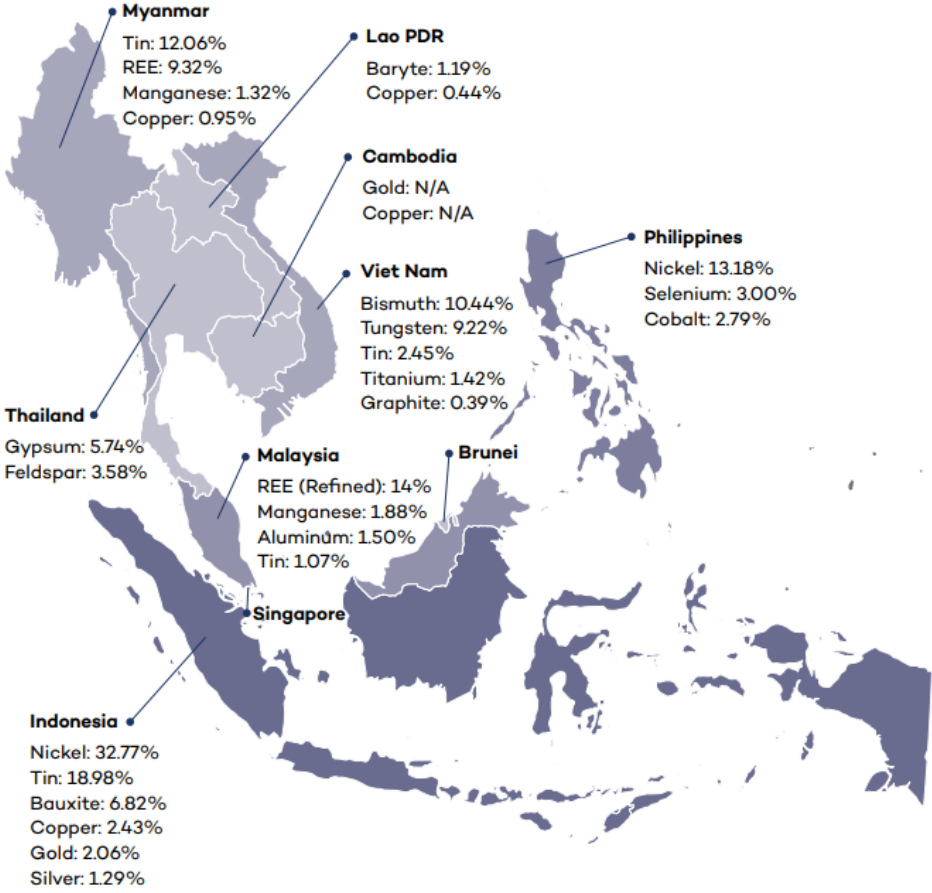 Myanmar
Tin: 12.06%
REE: 9.32%
Manganese: 1.32%
Copper: 0.95%
Lao PDR
Baryte: 1.19%
Copper: 0.44%
Cambodia
Gold: N/A
Copper: N/A
Viet Nam
Bismuth: 10.44%
Tungsten: 9.22%
Tin: 2.45%
Titanium: 1.42%
Graphite: 0.39%
Philippines
Nickel: 13.18%
Selenium: 3.00%
Cobalt: 2.79%
Thailand
Gypsum: 5.74%
Feldspar: 3.58%
Malaysia
REE (Refined): 14%
Manganese: 1.88%
Aluminum: 1.50%
Tin: 1.07%
Brunei
Singapore
Indonesia
Nickel: 32.77%
Tin: 18.98%
Bauxite: 6.82%
Copper: 2.43%
Gold: 2.06%
Silver: 1.29%